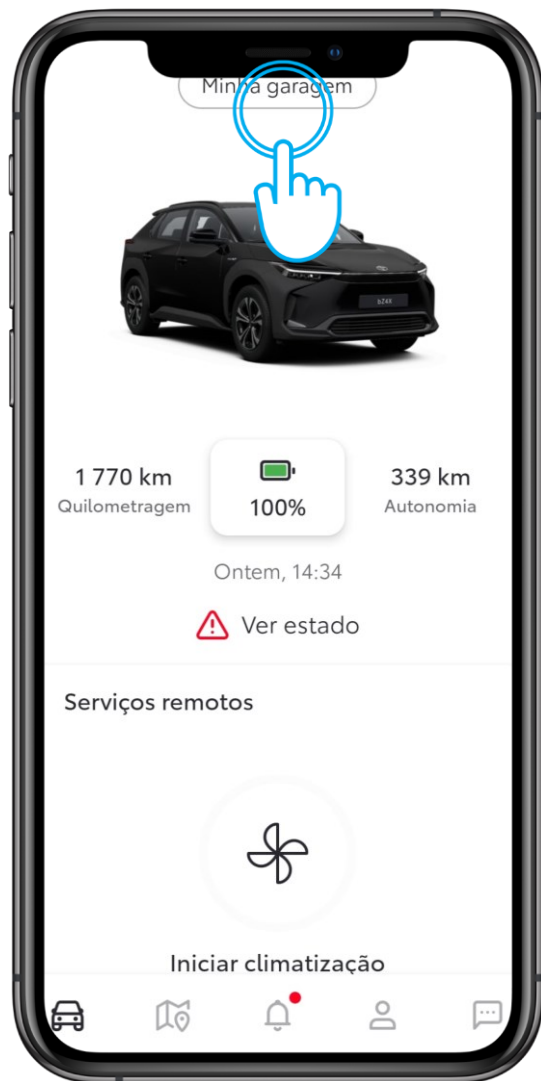 Minha garagem
bZ4X
1 770 km
Quilometragem
100%
339 km
Autonomia
Ontem, 14:34
Ver estado
Serviços remotos
Iniciar climatização